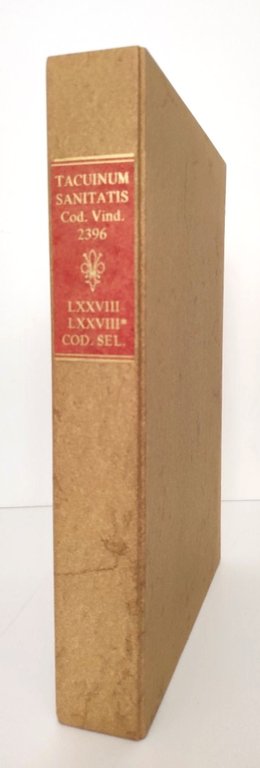 TACUINUM
SANITATIS
Cod. Vind.
2396
LXXVIII
LXXVIII*
COD. SEL.